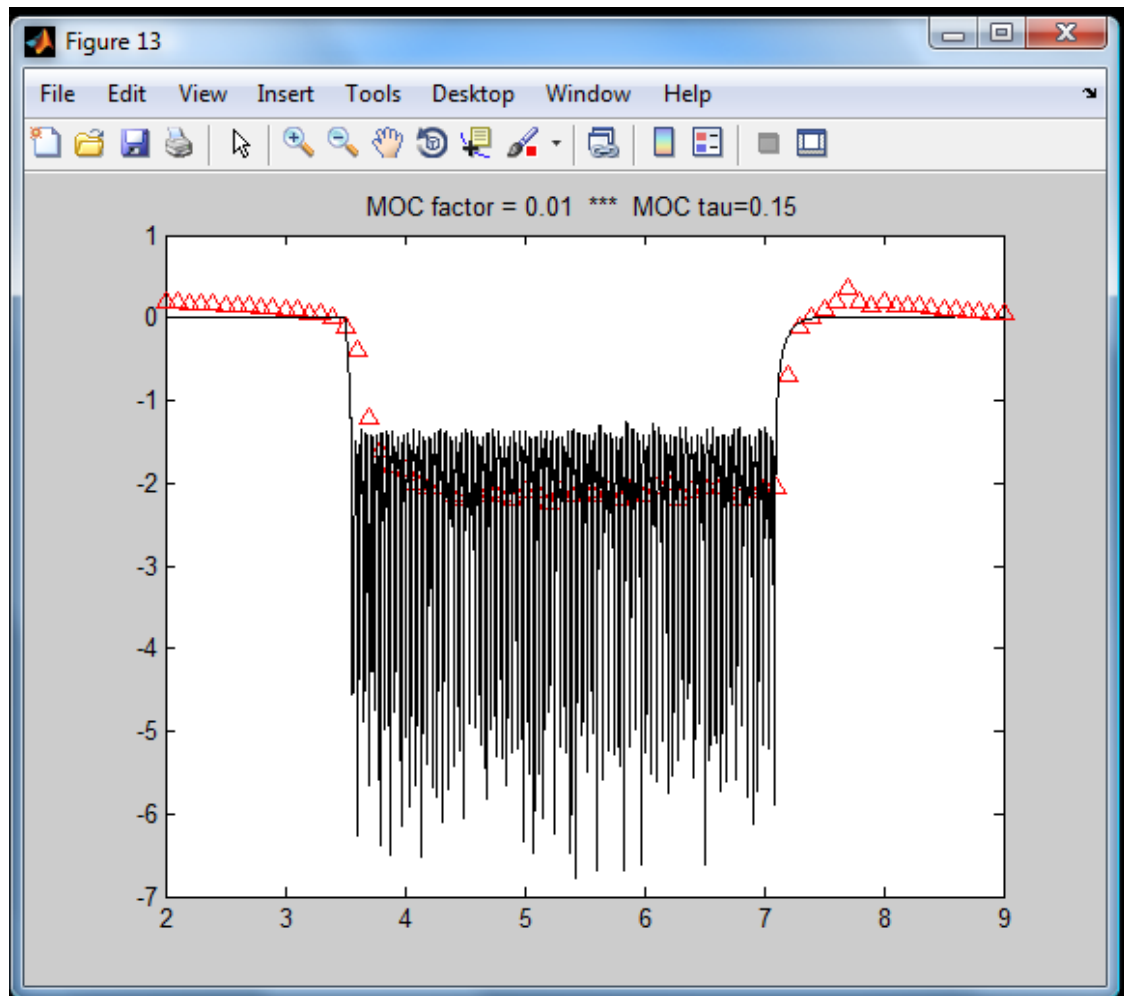 Figure 13
File Edit View Insert Tools Desktop Window Help
MOC factor = 0.01 *** MOC tau=0.15
1
0
-1
-2
-3
-4
-5
-6
-7
2 3 4 5 6 7 8 9